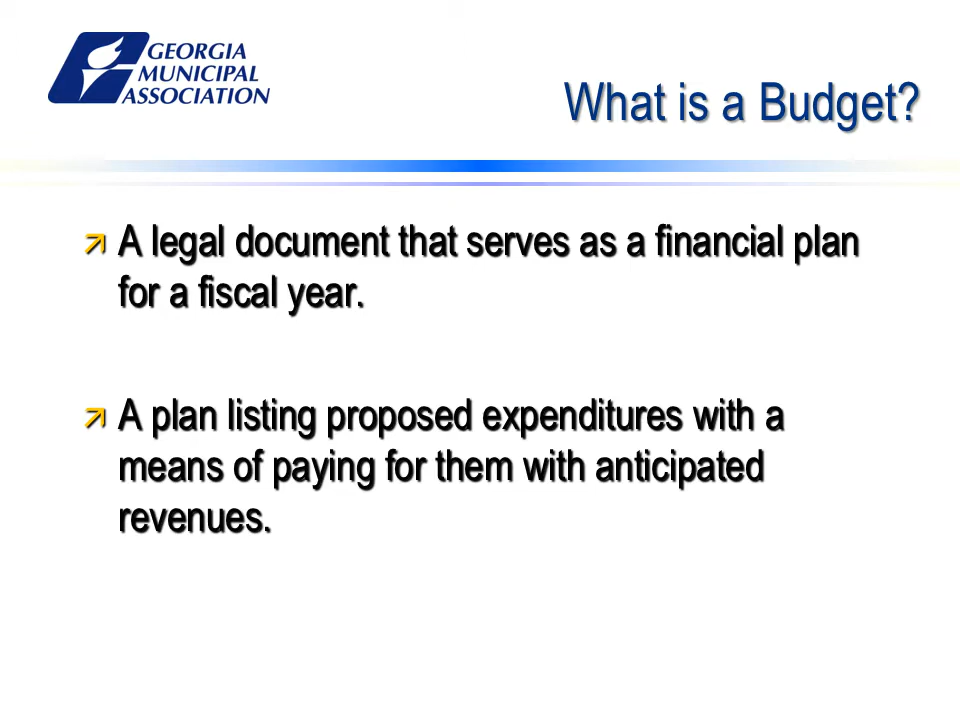 GEORGIA
MUNICIPAL
ASSOCIATION
What is a Budget?
A legal document that serves as a financial plan
for a fiscal year.
A plan listing proposed expenditures with a
means of paying for them with anticipated
revenues.